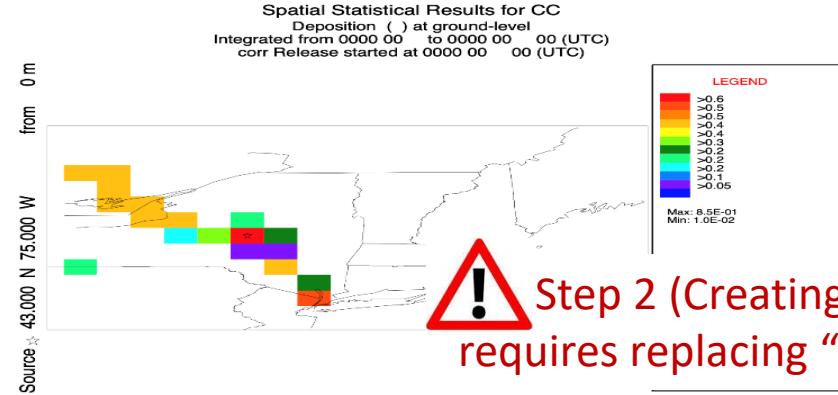 Spatial Statistical Results for CC
Deposition ( ) at ground-level
Integrated from 0000 00 to 0000 00 00 (UTC)
corr Release started at 0000 00 00 (UTC)
Source ☆ 43.000 N 75.000 W from 0 m
LEGEND
>0.6
>0.5
>0.5
>0.4
>0.4
>0.3
>0.2
>0.2
>0.2
>0.1
>0.05
Max: 8.5E-01
Min: 1.0E-02
Step 2 (Creating
requires replacing “